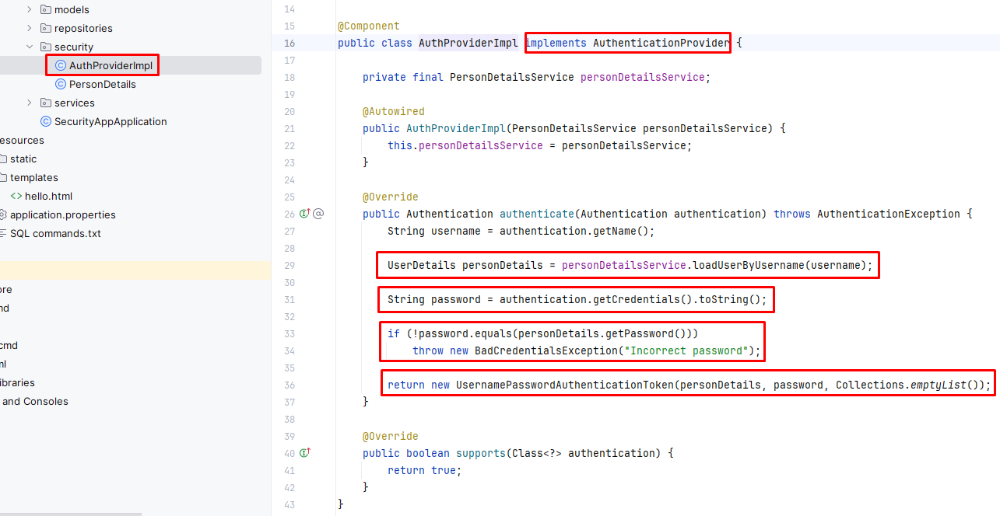 models
repositories
security
AuthProviderImpl
PersonDetails
services
SecurityAppApplication
esources
static
templates
<> hello.html
application.properties
SQL commands.txt
ore
nd
cmd
ml
ibraries
and Consoles
14
15 @Component
16 public class AuthProviderImpl implements AuthenticationProvider {
17
18 private final PersonDetailsService personDetailsService;
19
20 @Autowired
21 public AuthProviderImpl(PersonDetailsService personDetailsService) {
22 this.personDetailsService = personDetailsService;
23 }
24
25 @Override
26 public Authentication authenticate(Authentication authentication) throws AuthenticationException {
27 String username = authentication.getName();
28
29 UserDetails personDetails = personDetailsService.loadUserByUsername(username);
30
31 String password = authentication.getCredentials().toString();
32
33 if (!password.equals(personDetails.getPassword()))
34 throw new BadCredentialsException("Incorrect password");
35
36 return new UsernamePasswordAuthenticationToken(personDetails, password, Collections.emptyList());
37 }
38
39 @Override
40 public boolean supports(Class<?> authentication) {
41 return true;
42 }
43 }